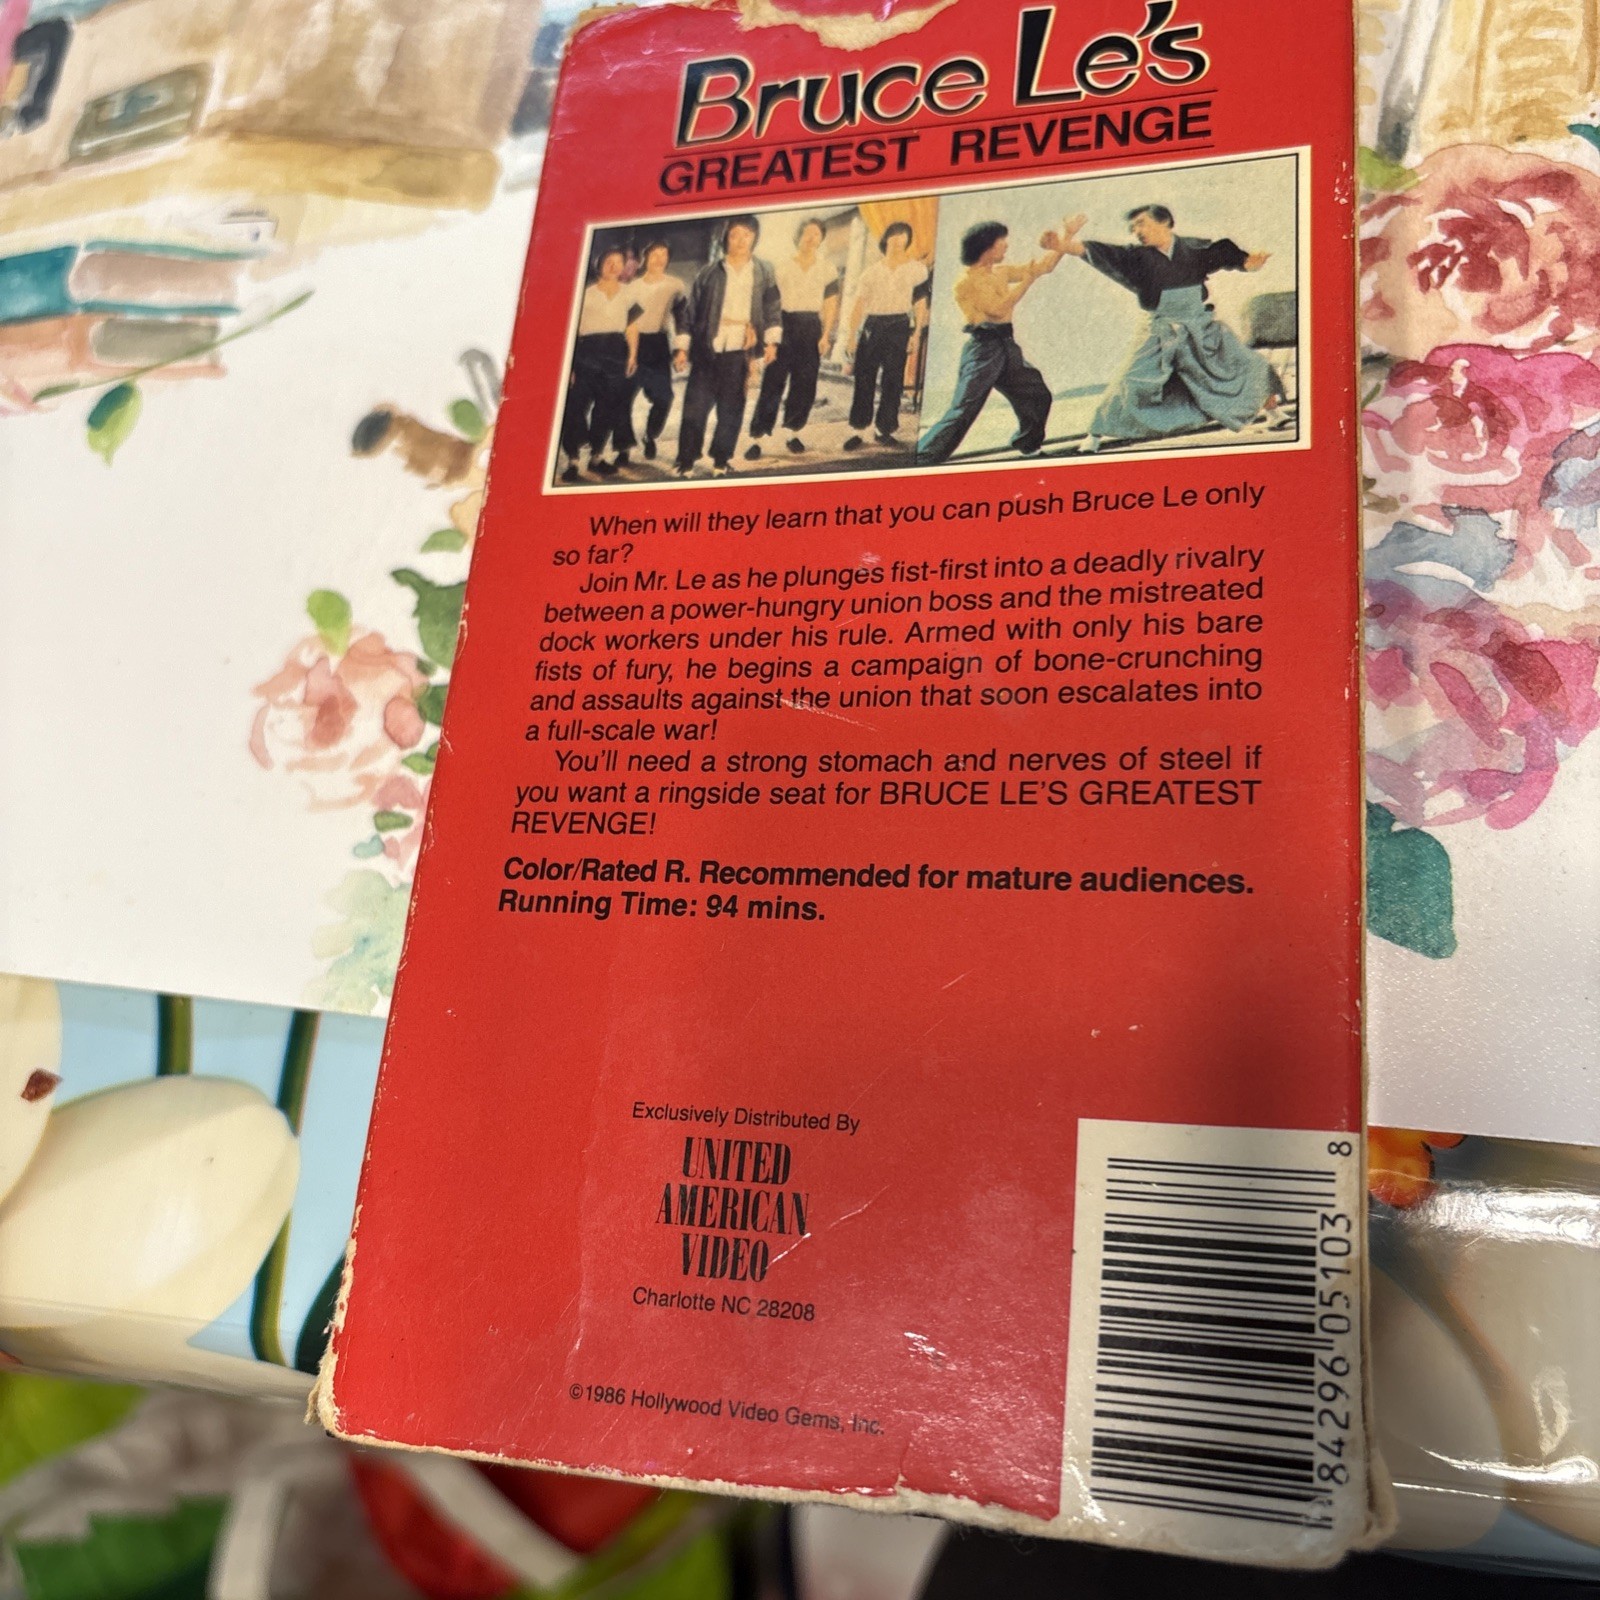 Bruce Le's
GREATEST REVENGE
When will they learn that you can push Bruce Le only
so far?
Join Mr. Le as he plunges fist-first into a deadly rivalry
between a power-hungry union boss and the mistreated
dock workers under his rule. Armed with only his bare
fists of fury, he begins a campaign of bone-crunching
and assaults against the union that soon escalates into
a full-scale war!
You'll need a strong stomach and nerves of steel if
you want a ringside seat for BRUCE LE'S GREATEST
REVENGE!
Color/Rated R. Recommended for mature audiences.
Running Time: 94 mins.
Exclusively Distributed By
UNITED
AMERICAN
VIDEO
Charlotte NC 28208
©1986 Hollywood Video Gems, Inc.
84296 05103 8